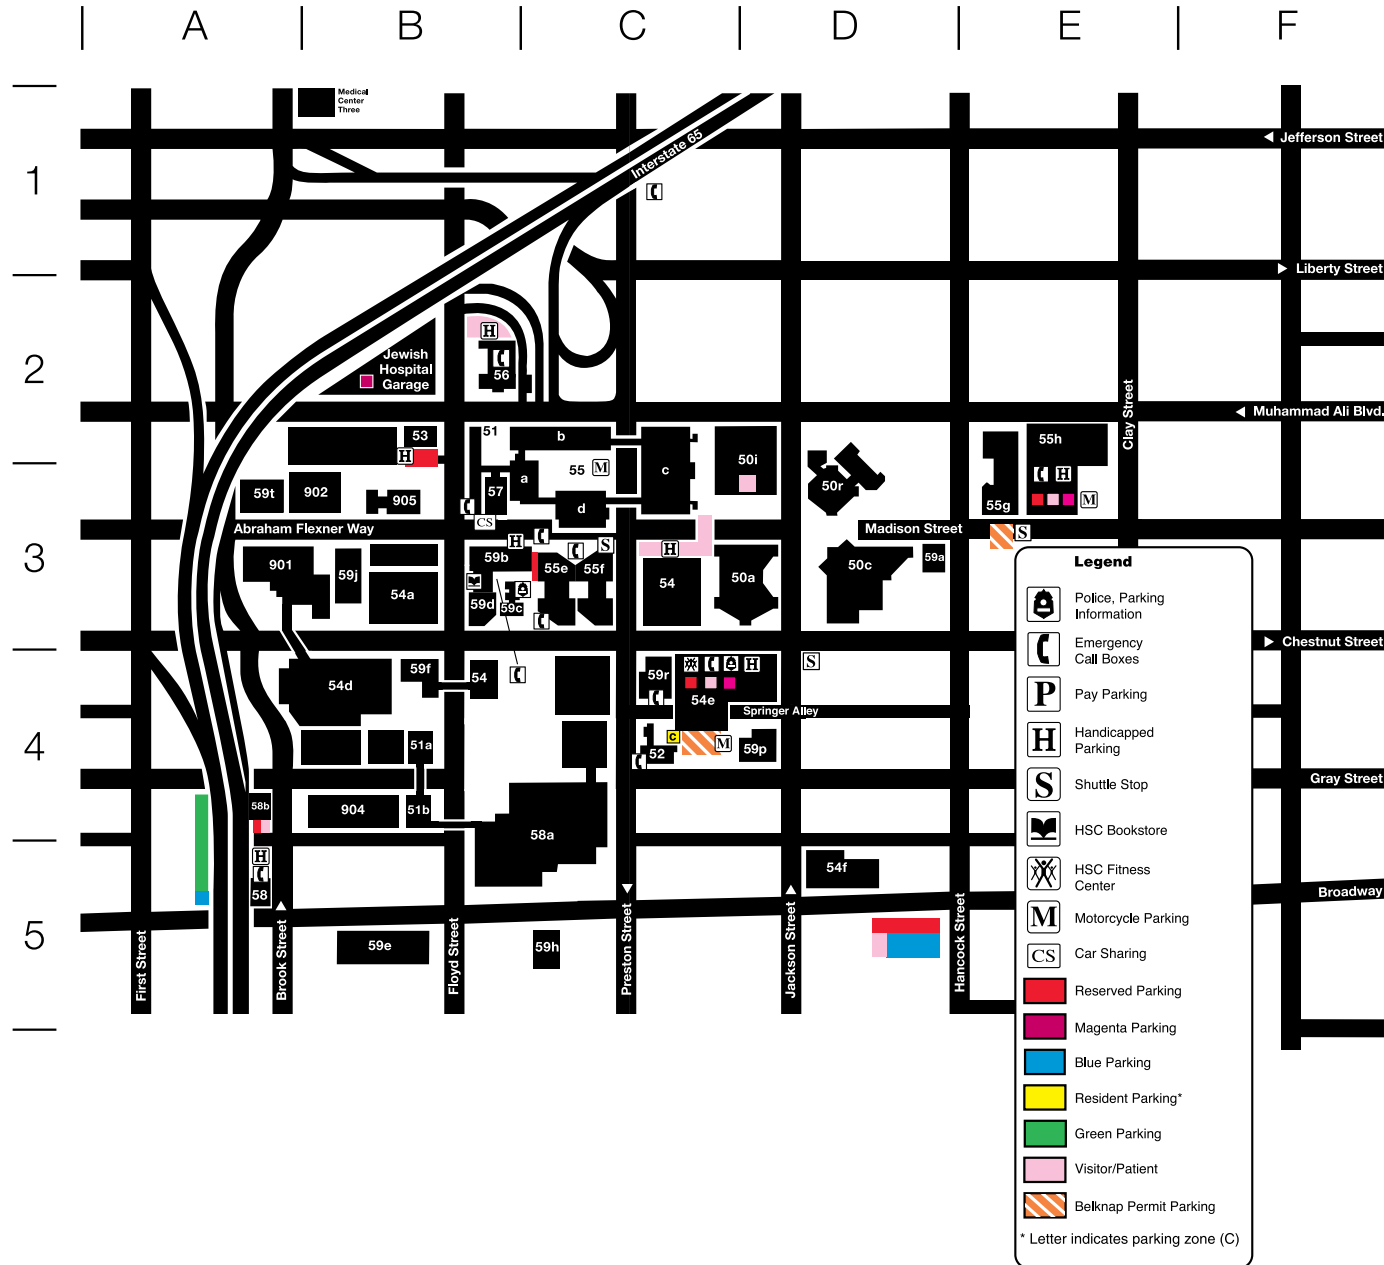 A B C D E F
Medical
Center
Three
Jefferson Street
1
Interstate 65
Liberty Street
2
Jewish
Hospital
Garage
H
56
Clay Street
Muhammad Ali Blvd.
53
H
51
b
55
M
c
a
d
57
CS
50i
50r
55h
H
M
55g
59t
902
905
Abraham Flexner Way
Madison Street
S
3
901
59j
54a
H
59b
59d
59c
55e
55f
S
H
54
50a
50c
59a
Chestnut Street
54d
59f
54
59r
H
54e
S
Springer Alley
4
51a
C
52
M
59p
Gray Street
58b
904
51b
58a
H
58
54f
Broadway
5
First Street
Brook Street
59e
Floyd Street
59h
Preston Street
Jackson Street
Hancock Street
Legend
Police, Parking
Information
Emergency
Call Boxes
P Pay Parking
H Handicapped
Parking
S Shuttle Stop
HSC Bookstore
HSC Fitness
Center
M Motorcycle Parking
CS Car Sharing
Reserved Parking
Magenta Parking
Blue Parking
Resident Parking*
Green Parking
Visitor/Patient
Belknap Permit Parking
* Letter indicates parking zone (C)